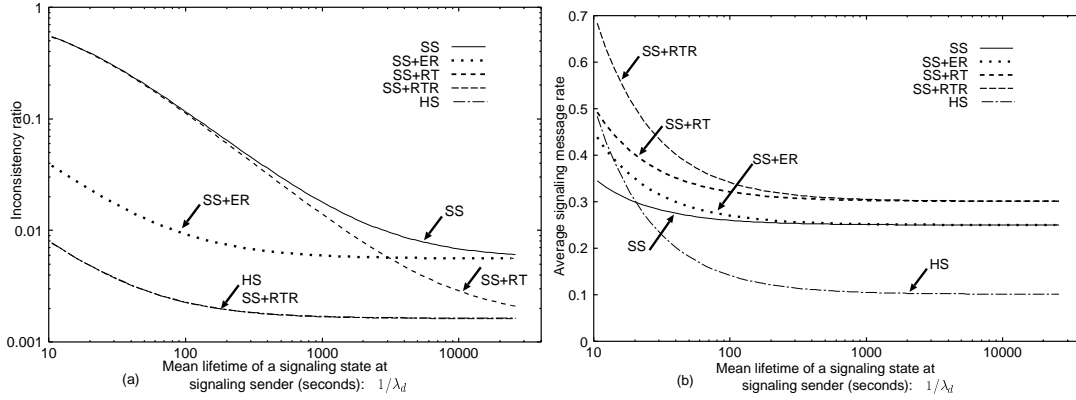 1
0.1
0.01
0.001
Inconsistency ratio
SS
SS+ER
SS+RT
SS+RTR
HS
SS+ER
SS
HS
SS+RTR
SS+RT
10
100
1000
10000
Mean lifetime of a signaling state at
(a)
signaling sender (seconds): 1/λ_d
0.7
0.6
0.5
0.4
0.3
0.2
0.1
0
Average signaling message rate
SS
SS+ER
SS+RT
SS+RTR
HS
SS+RTR
SS+RT
SS+ER
SS
HS
10
100
1000
10000
Mean lifetime of a signaling state at
(b)
signaling sender (seconds): 1/λ_d